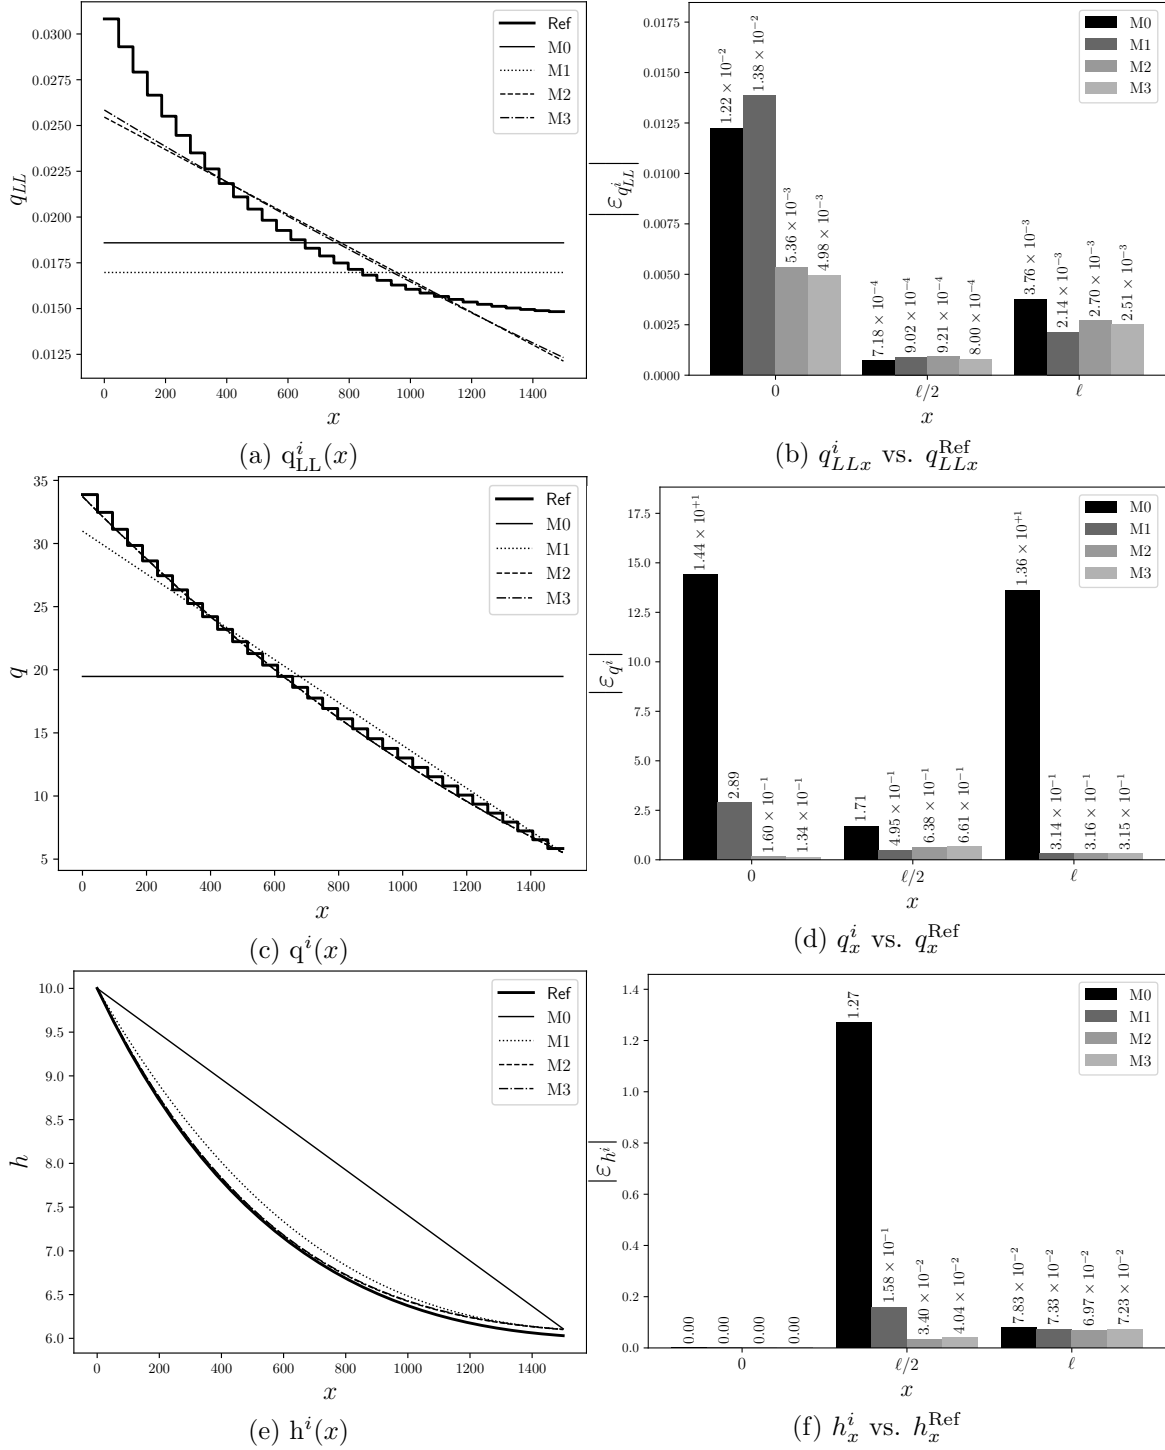 0.0300
0.0275
0.0250
0.0225
0.0200
0.0175
0.0150
0.0125
q_{LL}
Ref
M0
M1
M2
M3
0 200 400 600 800 1000 1200 1400
x
(a) q^i_{LL}(x)
0.0175
0.0150
0.0125
0.0100
0.0075
0.0050
0.0025
0.0000
|ε_{q^i_{LL}}|
M0
M1
M2
M3
1.22 × 10^{-2}
1.38 × 10^{-2}
5.36 × 10^{-3}
4.98 × 10^{-3}
7.18 × 10^{-4}
9.02 × 10^{-4}
9.21 × 10^{-4}
8.00 × 10^{-4}
3.76 × 10^{-3}
2.14 × 10^{-3}
2.70 × 10^{-3}
2.51 × 10^{-3}
0 ℓ/2 ℓ
x
(b) q^i_{LLx} vs. q^{Ref}_{LLx}
35
30
25
20
15
10
5
q
Ref
M0
M1
M2
M3
0 200 400 600 800 1000 1200 1400
x
(c) q^i(x)
17.5
15.0
12.5
10.0
7.5
5.0
2.5
0.0
|ε_{q^i}|
M0
M1
M2
M3
1.44 × 10^{+1}
2.89
1.60 × 10^{-1}
1.34 × 10^{-1}
1.71
4.95 × 10^{-1}
6.38 × 10^{-1}
6.61 × 10^{-1}
1.36 × 10^{+1}
3.14 × 10^{-1}
3.16 × 10^{-1}
3.15 × 10^{-1}
0 ℓ/2 ℓ
x
(d) q^i_x vs. q^{Ref}_x
10.0
9.5
9.0
8.5
8.0
7.5
7.0
6.5
6.0
h
Ref
M0
M1
M2
M3
0 200 400 600 800 1000 1200 1400
x
(e) h^i(x)
1.4
1.2
1.0
0.8
0.6
0.4
0.2
0.0
|ε_{h^i}|
M0
M1
M2
M3
0.00
0.00
0.00
0.00
1.27
1.58 × 10^{-1}
3.40 × 10^{-2}
4.04 × 10^{-2}
7.83 × 10^{-2}
7.33 × 10^{-2}
6.97 × 10^{-2}
7.23 × 10^{-2}
0 ℓ/2 ℓ
x
(f) h^i_x vs. h^{Ref}_x